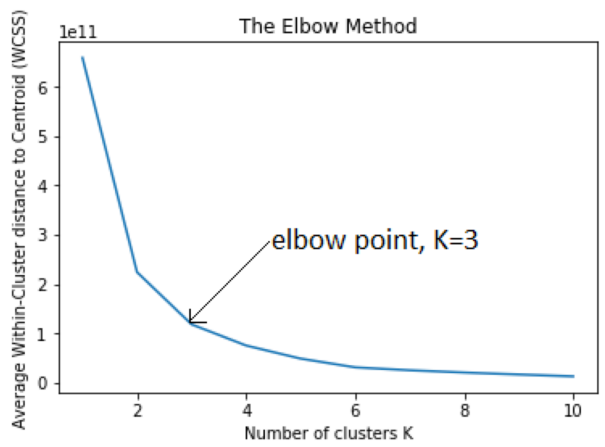 The Elbow Method
1e11
Average Within-Cluster distance to Centroid (WCSS)
6
5
4
3
2
1
0
elbow point, K=3
2
4
6
8
10
Number of clusters K